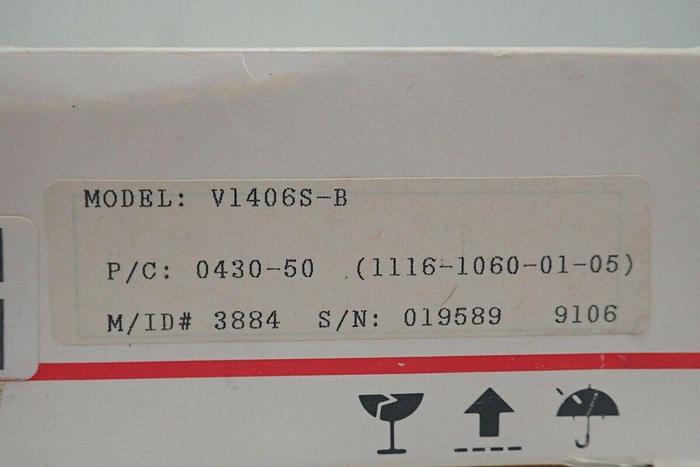 MODEL: V1406S-B
P/C: 0430-50 (1116-1060-01-05)
M/ID# 3884 S/N: 019589 9106